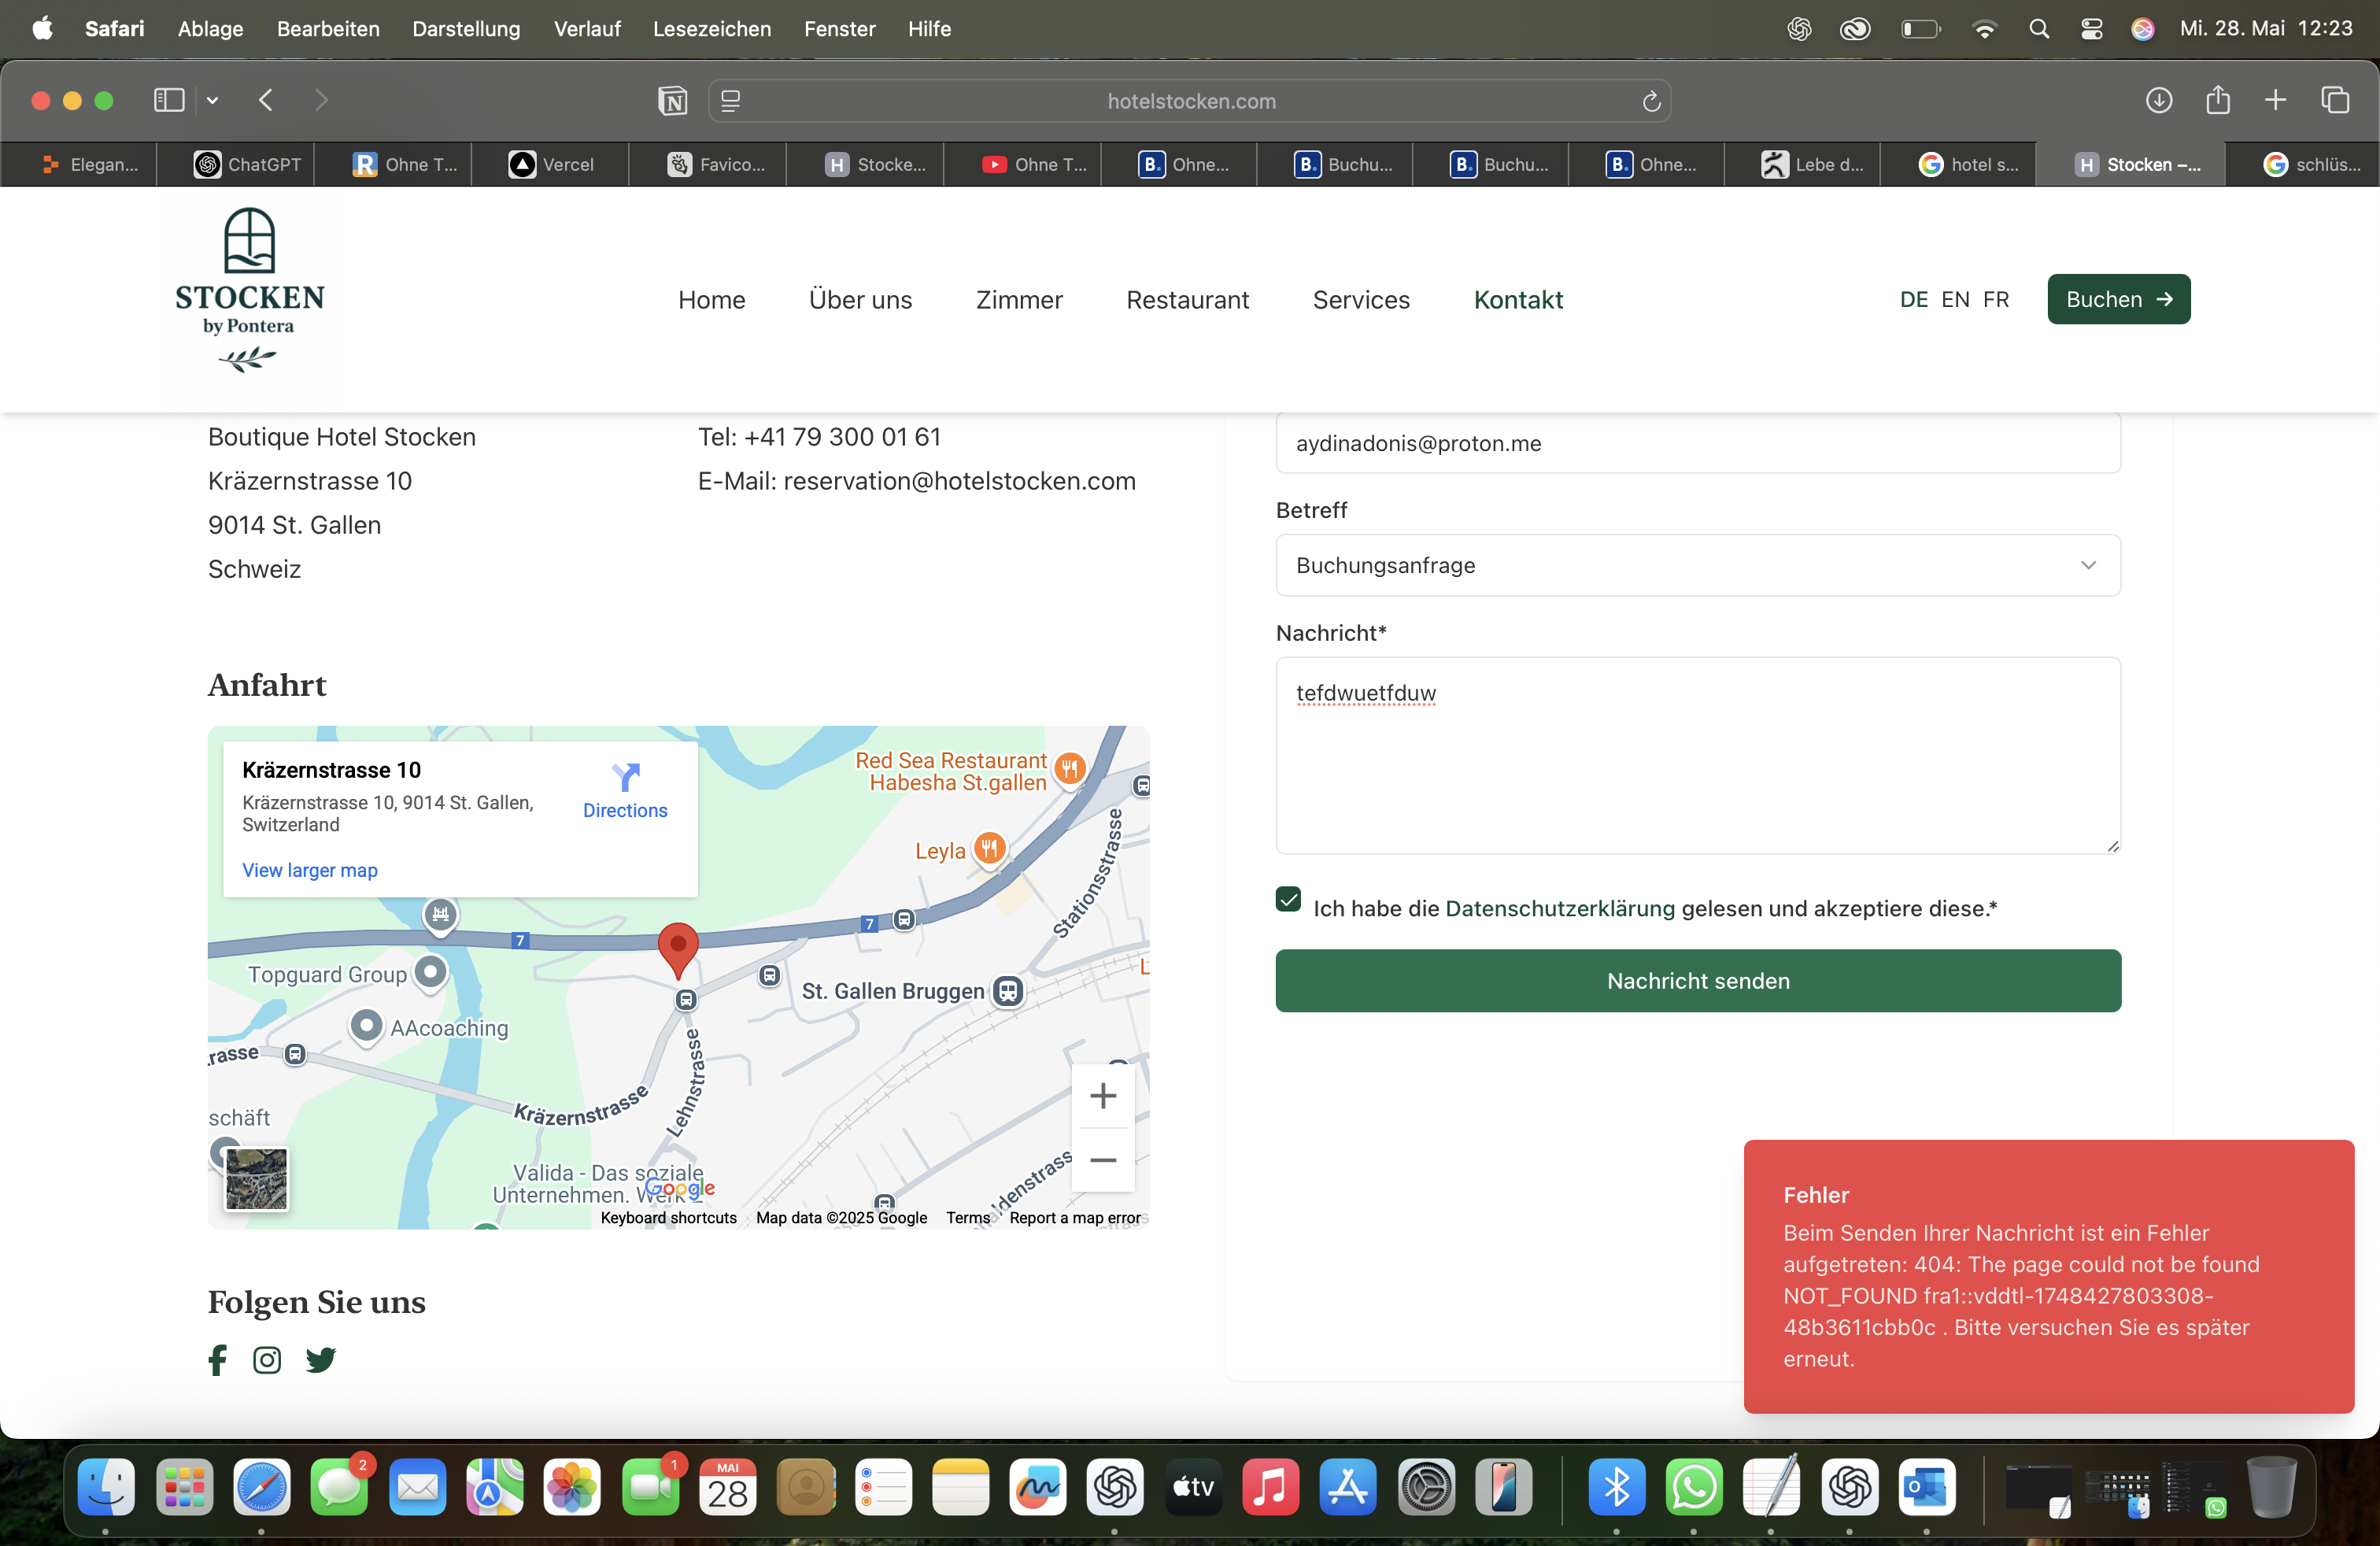 Safari Ablage Bearbeiten Darstellung Verlauf Lesezeichen Fenster Hilfe
Mi. 28. Mai 12:23
hotelstocken.com
Elegan...
ChatGPT
Ohne T...
Vercel
Favico...
Stocke...
Ohne T...
Ohne...
Buchu...
Buchu...
Ohne...
Lebe d...
hotel s...
Stocken –...
schlüs...
STOCKEN
by Pontera
Home Über uns Zimmer Restaurant Services Kontakt
DE EN FR
Buchen
Boutique Hotel Stocken
Kräzernstrasse 10
9014 St. Gallen
Schweiz
Tel: +41 79 300 01 61
E-Mail: reservation@hotelstocken.com
Anfahrt
Kräzernstrasse 10
Kräzernstrasse 10, 9014 St. Gallen,
Switzerland
Directions
View larger map
Red Sea Restaurant
Habesha St.gallen
Leyla
Stationsstrasse
7
7
Topguard Group
St. Gallen Bruggen
AAcoaching
rasse
Kräzernstrasse
Lehnstrasse
schäft
Valida - Das soziale
Unternehmen. Werk 2
Google
aldenstrass
Keyboard shortcuts Map data ©2025 Google Terms Report a map error
Folgen Sie uns
aydinadonis@proton.me
Betreff
Buchungsanfrage
Nachricht*
tefdwuetfduw
Ich habe die Datenschutzerklärung gelesen und akzeptiere diese.*
Nachricht senden
Fehler
Beim Senden Ihrer Nachricht ist ein Fehler
aufgetreten: 404: The page could not be found
NOT_FOUND fra1::vddtl-1748427803308-
48b3611cbb0c . Bitte versuchen Sie es später
erneut.
2
1
MAI
28
tv